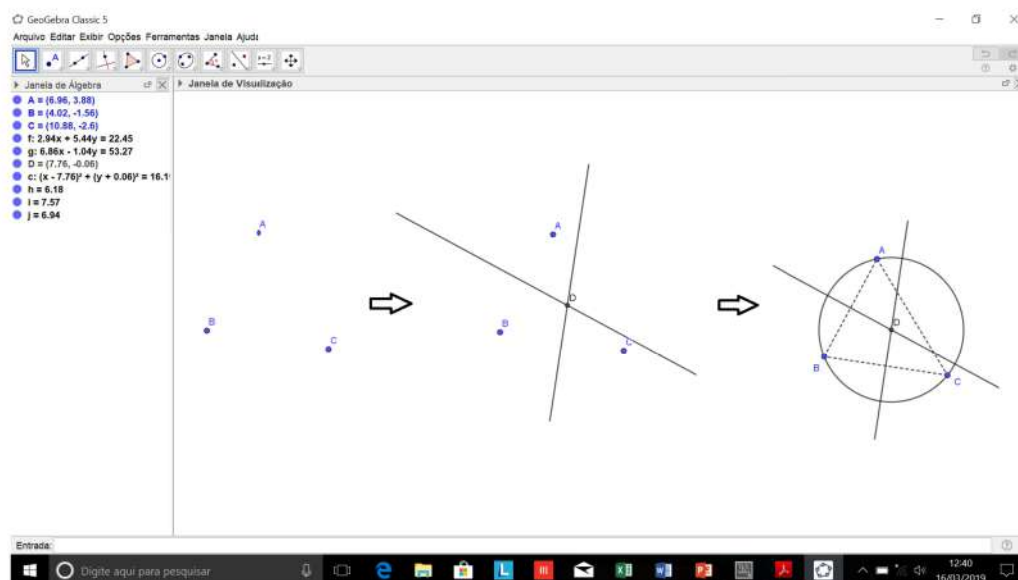 GeoGebra Classic 5
Arquivo Editar Exibir Opções Ferramentas Janela Ajuda
Janela de Álgebra
Janela de Visualização
A = (6.96, 3.88)
B = (4.02, -1.56)
C = (10.88, -2.6)
f: 2.94x + 5.44y = 22.45
g: 6.86x - 1.04y = 53.27
D = (7.76, -0.06)
c: (x - 7.76)² + (y + 0.06)² = 16.1
h = 6.18
i = 7.57
j = 6.94
A
B
C
A
B
C
D
A
B
C
D
Entrada:
Digite aqui para pesquisar
12:40
16/03/2019